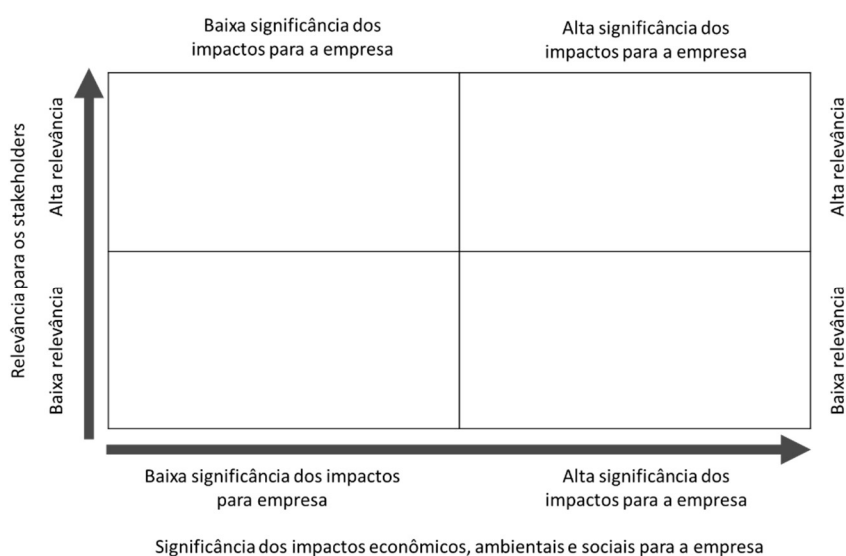 Baixa significância dos
impactos para a empresa
Alta significância dos
impactos para a empresa
Relevância para os stakeholders
Alta relevância
Baixa relevância
Alta relevância
Baixa relevância
Baixa significância dos impactos
para empresa
Alta significância dos
impactos para a empresa
Significância dos impactos econômicos, ambientais e sociais para a empresa